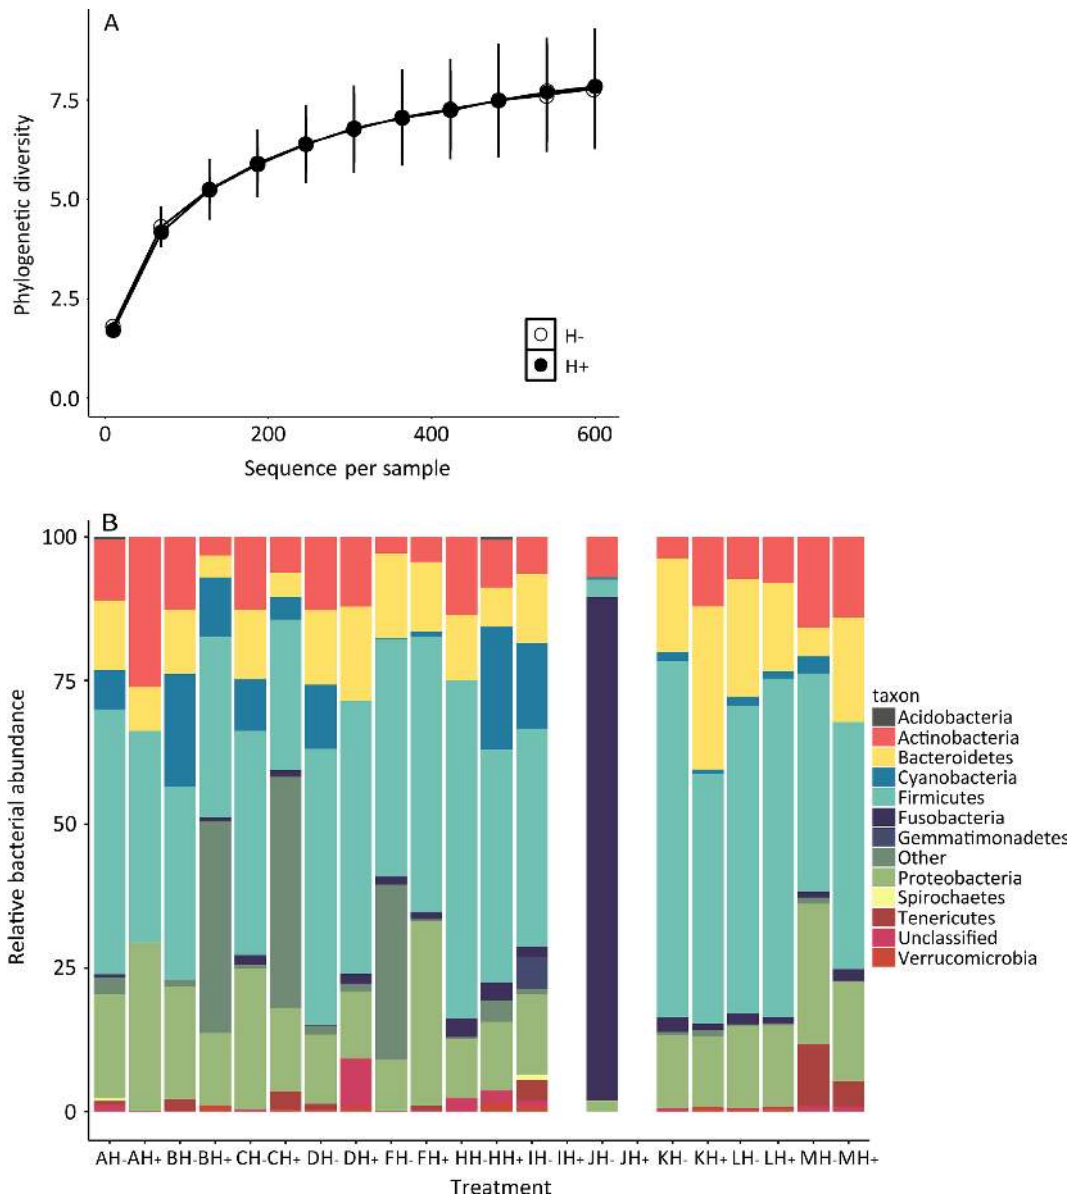 A
Phylogenetic diversity
7.5
5.0
2.5
0.0
H-
H+
0 200 400 600
Sequence per sample
B
Relative bacterial abundance
100
75
50
25
0
taxon
Acidobacteria
Actinobacteria
Bacteroidetes
Cyanobacteria
Firmicutes
Fusobacteria
Gemmatimonadetes
Other
Proteobacteria
Spirochaetes
Tenericutes
Unclassified
Verrucomicrobia
AH- AH+ BH- BH+ CH- CH+ DH- DH+ FH- FH+ HH- HH+ IH- IH+ JH- JH+ KH- KH+ LH- LH+ MH- MH+
Treatment